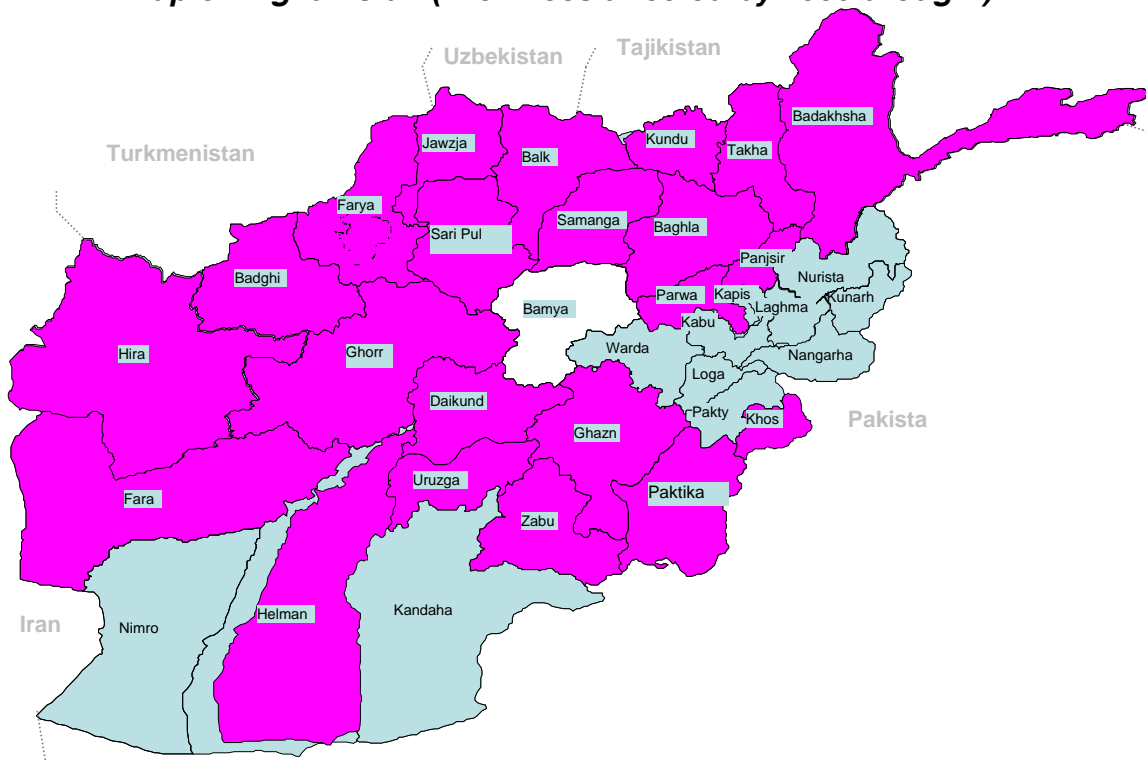 Uzbekistan
Tajikistan
Turkmenistan
Badakhsha
Jawzja
Balk
Kundu
Takha
Farya
Sari Pul
Samanga
Baghla
Panjsir
Badghi
Nurista
Bamya
Parwa
Kapis
Laghma
Kunarh
Kabu
Hira
Ghorr
Warda
Nangarha
Loga
Daikund
Pakty
Khos
Pakista
Ghazn
Uruzga
Fara
Paktika
Zabu
Iran
Nimro
Helman
Kandaha